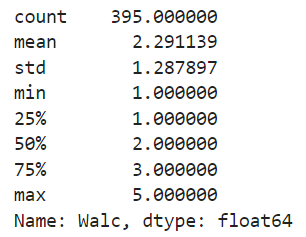 count    395.000000
mean       2.291139
std        1.287897
min        1.000000
25%        1.000000
50%        2.000000
75%        3.000000
max        5.000000
Name: Walc, dtype: float64